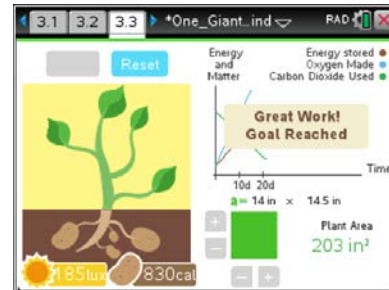 3.1 3.2 3.3 *One_Giant...ind RAD
Reset
Energy and Matter
Energy stored
Oxygen Made
Carbon Dioxide Used
Great Work!
Goal Reached
Time
10d 20d
a= 14 in × 14.5 in
+
−
Plant Area
203 in²
− +
185lux
830cal